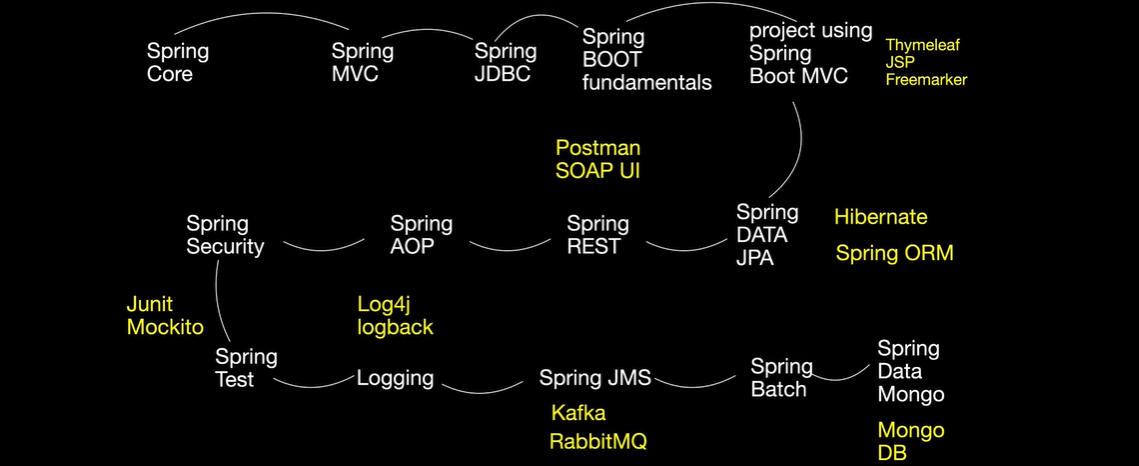 Spring
Core
Spring
MVC
Spring
JDBC
Spring
BOOT
fundamentals
project using
Spring
Boot MVC
Thymeleaf
JSP
Freemarker
Postman
SOAP UI
Spring
Security
Spring
AOP
Spring
REST
Spring
DATA
JPA
Hibernate
Spring ORM
Junit
Mockito
Log4j
logback
Spring
Test
Logging
Spring JMS
Kafka
RabbitMQ
Spring
Batch
Spring
Data
Mongo
Mongo
DB